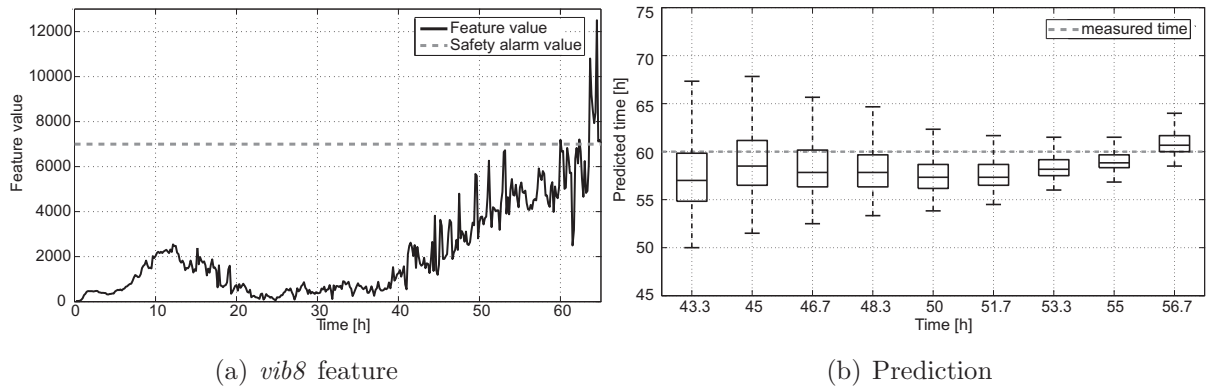 12000
10000
8000
6000
4000
2000
0
Feature value
0 10 20 30 40 50 60
Time [h]
Feature value
Safety alarm value
(a) vib8 feature
75
70
65
60
55
50
45
Predicted time [h]
43.3 45 46.7 48.3 50 51.7 53.3 55 56.7
Time [h]
measured time
(b) Prediction